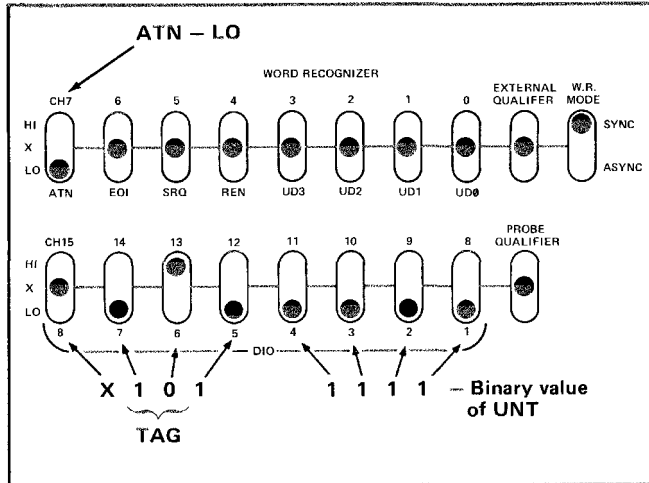 ATN – LO
WORD RECOGNIZER
CH7 6 5 4 3 2 1 0 EXTERNAL QUALIFER W.R. MODE
HI
X
LO
SYNC
ASYNC
ATN EOI SRQ REN UD3 UD2 UD1 UD0
CH15 14 13 12 11 10 9 8 PROBE QUALIFIER
HI
X
LO
8 7 6 5 4 3 2 1
DIO
X 1 0 1 1 1 1 1 – Binary value
of UNT
TAG